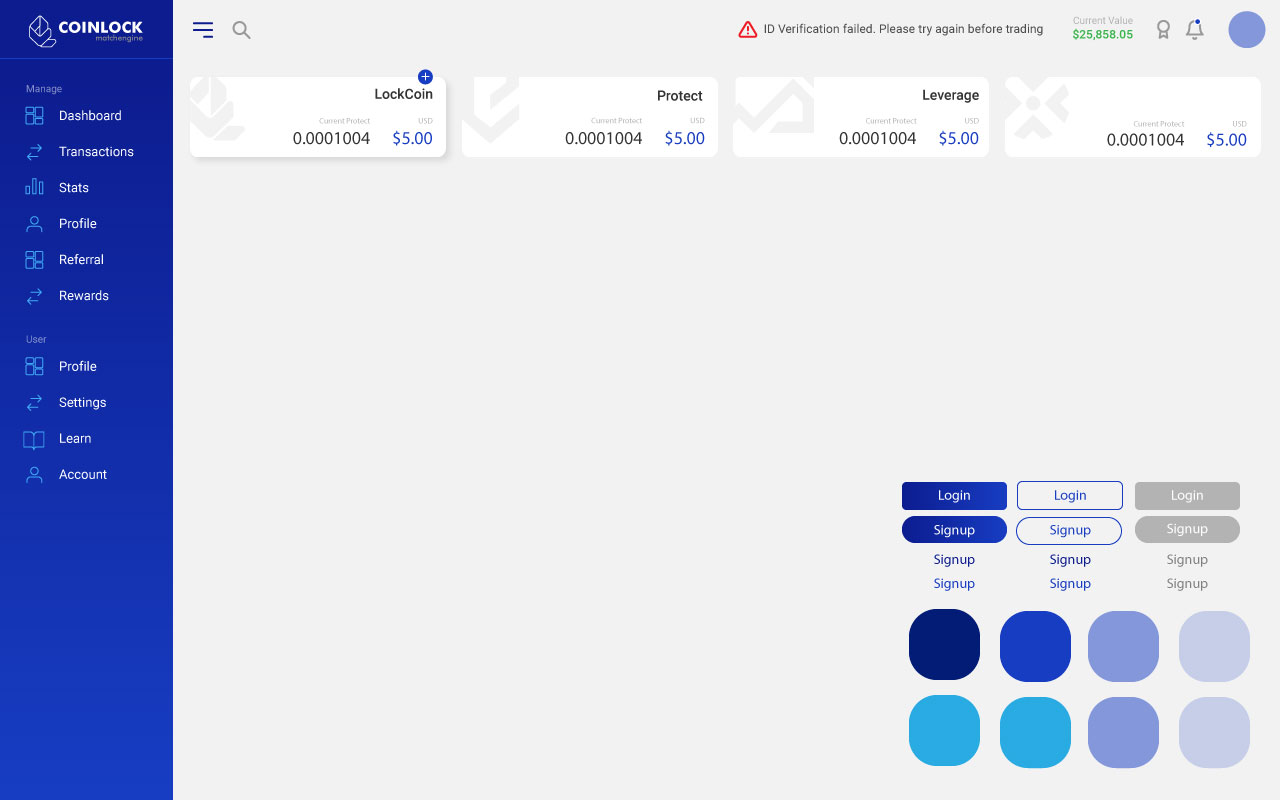 COINLOCK
matchengine
ID Verification failed. Please try again before trading
Current Value
$25,858.05
Manage
Dashboard
Transactions
Stats
Profile
Referral
Rewards
User
Profile
Settings
Learn
Account
LockCoin
Current Protect USD
0.0001004 $5.00
Protect
Current Protect USD
0.0001004 $5.00
Leverage
Current Protect USD
0.0001004 $5.00
Current Protect USD
0.0001004 $5.00
Login Login Login
Signup Signup Signup
Signup Signup Signup
Signup Signup Signup